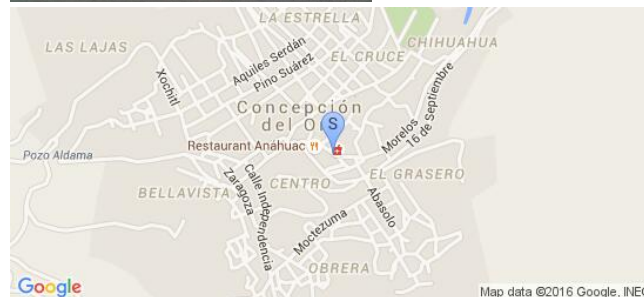 LA ESTRELLA
LAS LAJAS
Aquiles Serdán
Pino Suárez
EL CRUCE
CHIHUAHUA
Xochitl
Concepción
del O
S
Morelos
16 de Septiembre
Restaurant Anáhuac
Pozo Aldama
CENTRO
EL GRASERO
BELLAVISTA
Zaragoza
Calle Independencia
Abasolo
Moctezuma
OBRERA
Google
Map data ©2016 Google, INE